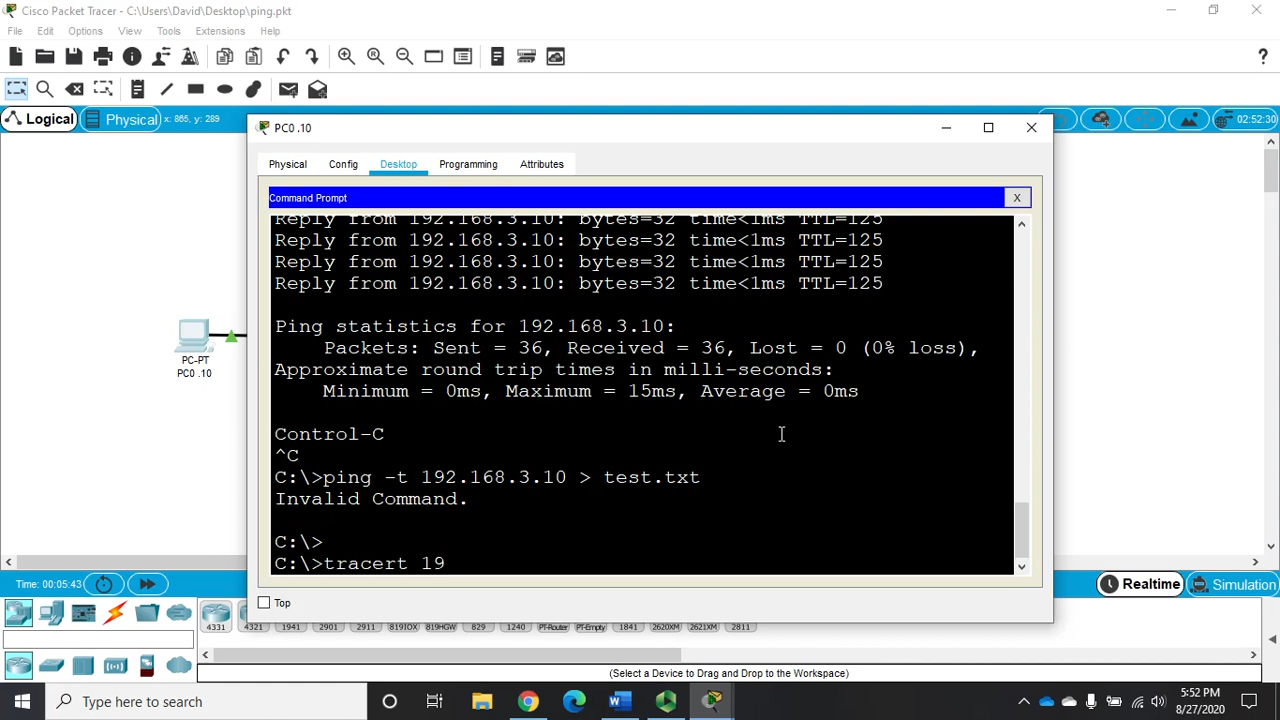 Cisco Packet Tracer - C:\Users\David\Desktop\ping.pkt
File Edit Options View Tools Extensions Help
Logical Physical x: 865, y: 289 02:52:30
PC0 .10
Physical Config Desktop Programming Attributes
Command Prompt X
Reply from 192.168.3.10: bytes=32 time<1ms TTL=125
Reply from 192.168.3.10: bytes=32 time<1ms TTL=125
Reply from 192.168.3.10: bytes=32 time<1ms TTL=125
Reply from 192.168.3.10: bytes=32 time<1ms TTL=125
Ping statistics for 192.168.3.10:
Packets: Sent = 36, Received = 36, Lost = 0 (0% loss),
Approximate round trip times in milli-seconds:
Minimum = 0ms, Maximum = 15ms, Average = 0ms
Control-C
^C
C:\>ping -t 192.168.3.10 > test.txt
Invalid Command.
C:\>
C:\>tracert 19
PC-PT
PC0 .10
Top
Time: 00:05:43 Realtime Simulation
4331 4321 1941 2901 2911 819IOX 819HGW 829 1240 PT-Router PT-Empty 1841 2620XM 2621XM 2811
(Select a Device to Drag and Drop to the Workspace)
Type here to search
5:52 PM
8/27/2020